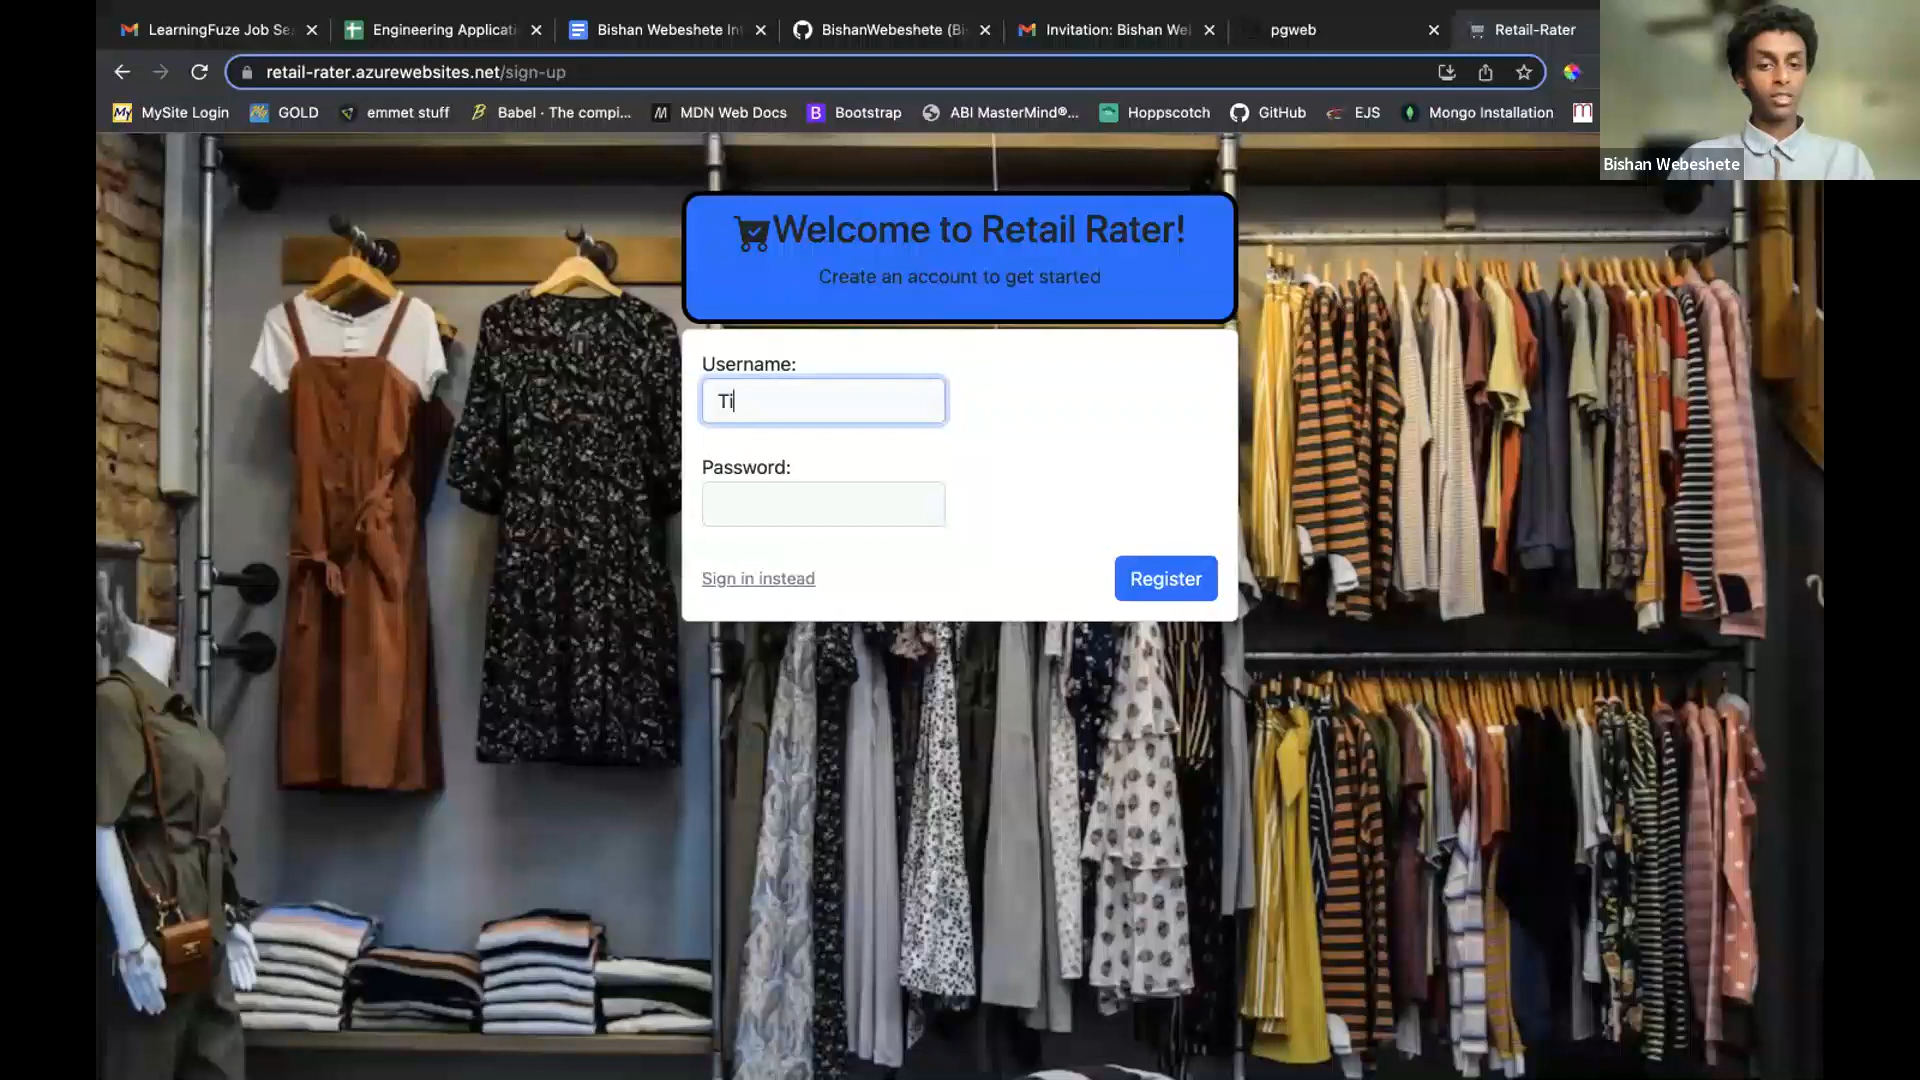 LearningFuze Job Se
Engineering Applicati
Bishan Webeshete In
BishanWebeshete (Bi
Invitation: Bishan We
pgweb
Retail-Rater
retail-rater.azurewebsites.net/sign-up
MySite Login
GOLD
emmet stuff
Babel · The compi...
MDN Web Docs
Bootstrap
ABI MasterMind®...
Hoppscotch
GitHub
EJS
Mongo Installation
Bishan Webeshete
Welcome to Retail Rater!
Create an account to get started
Username:
Ti
Password:
Sign in instead
Register